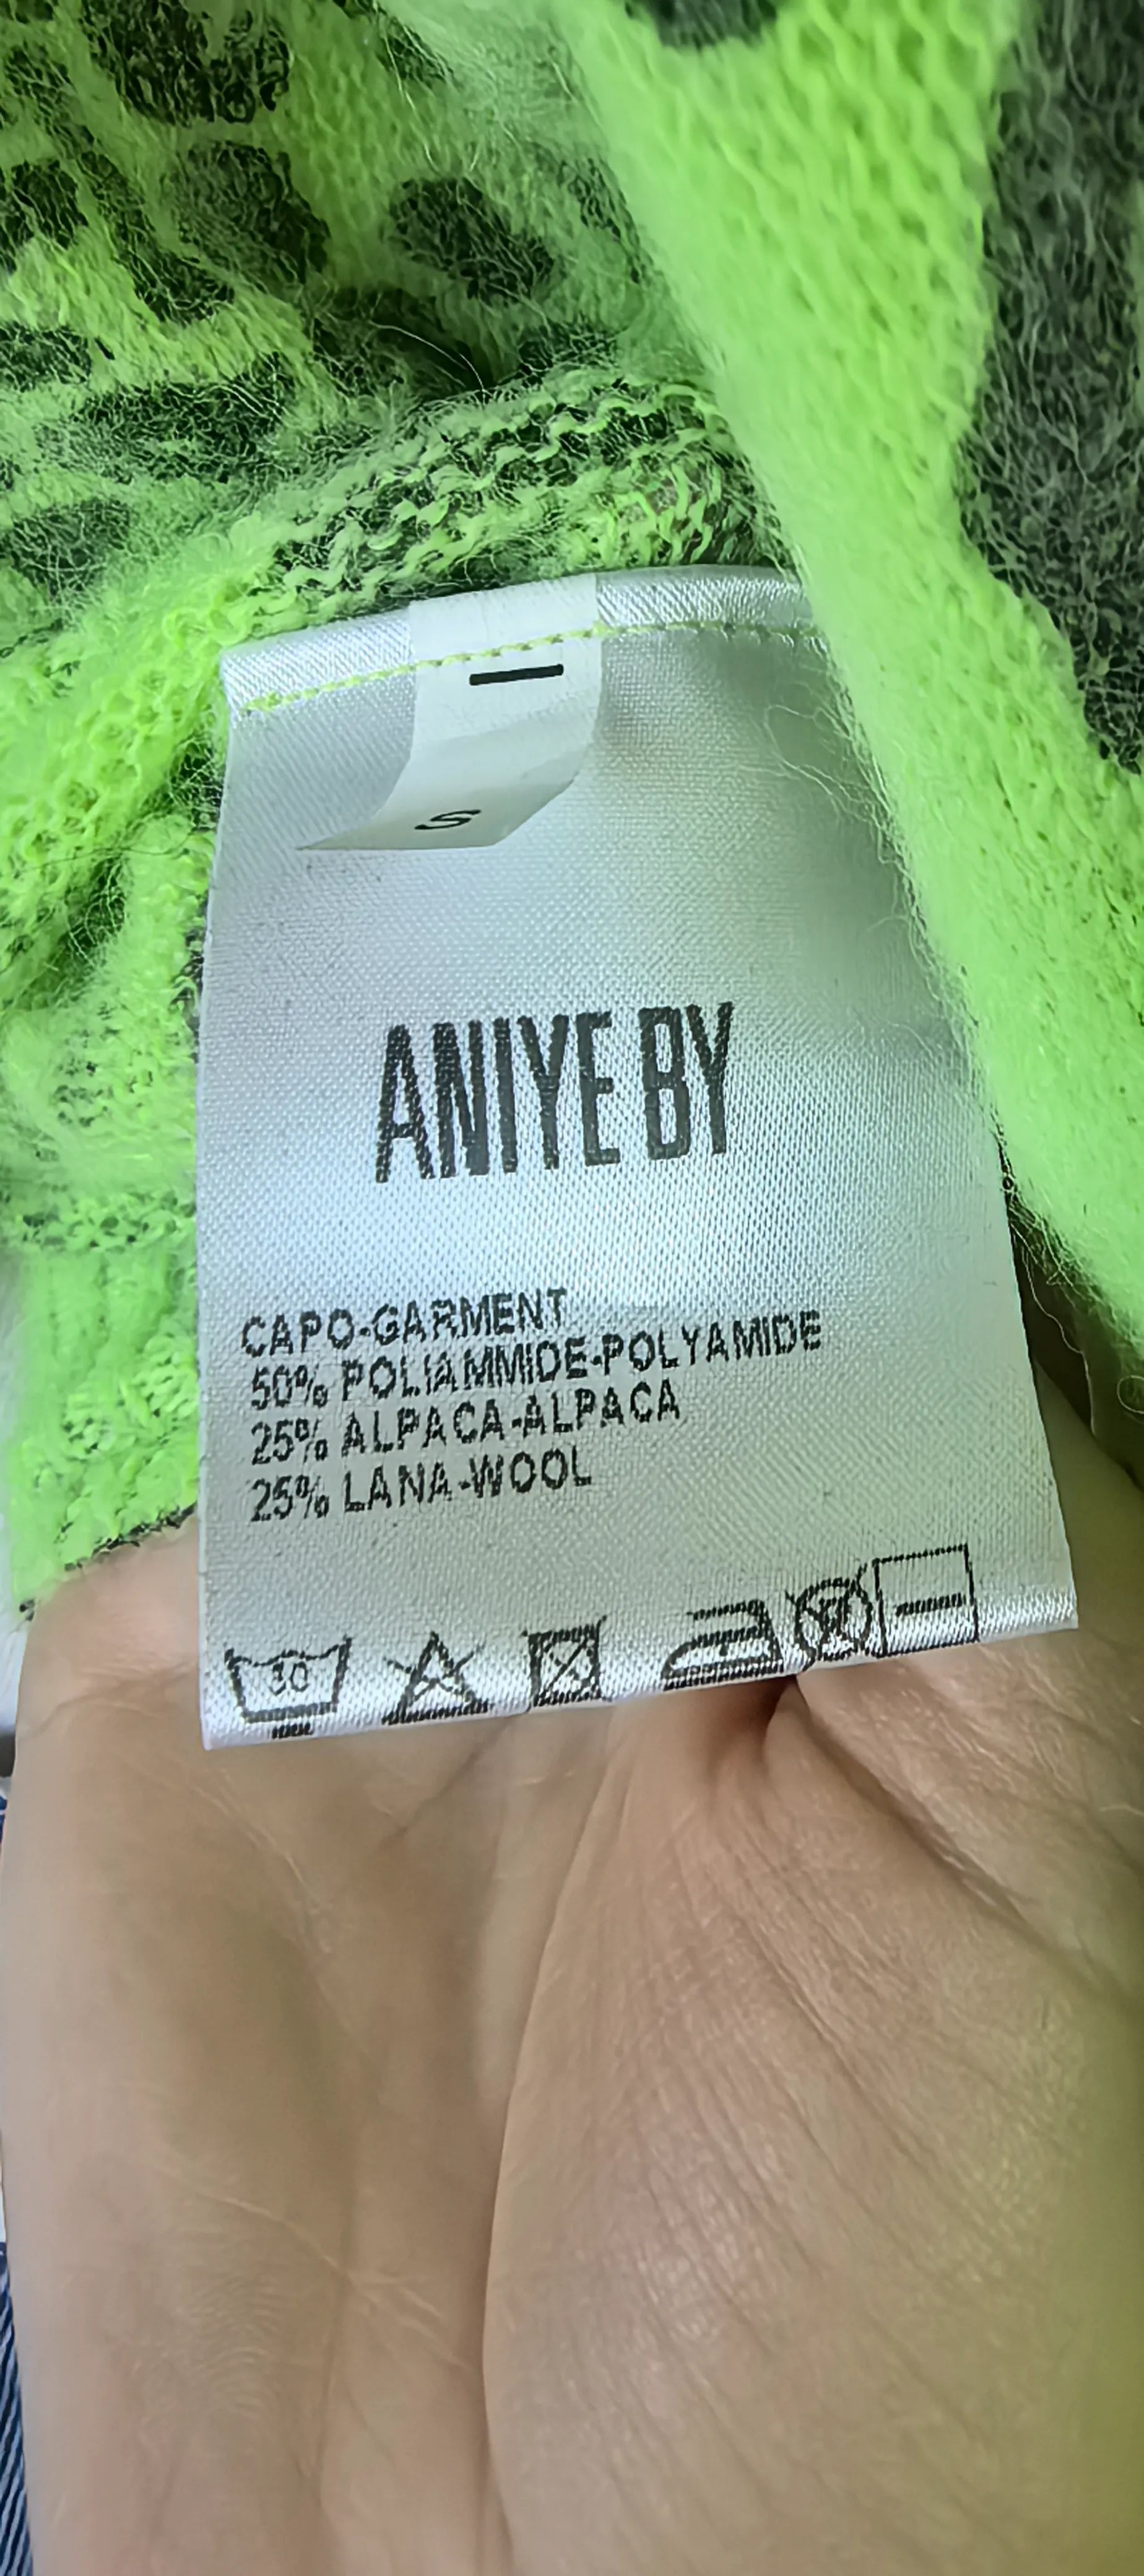 S
ANIYE BY
CAPO-GARMENT
50% POLIAMMIDE-POLYAMIDE
25% ALPACA-ALPACA
25% LANA-WOOL
30